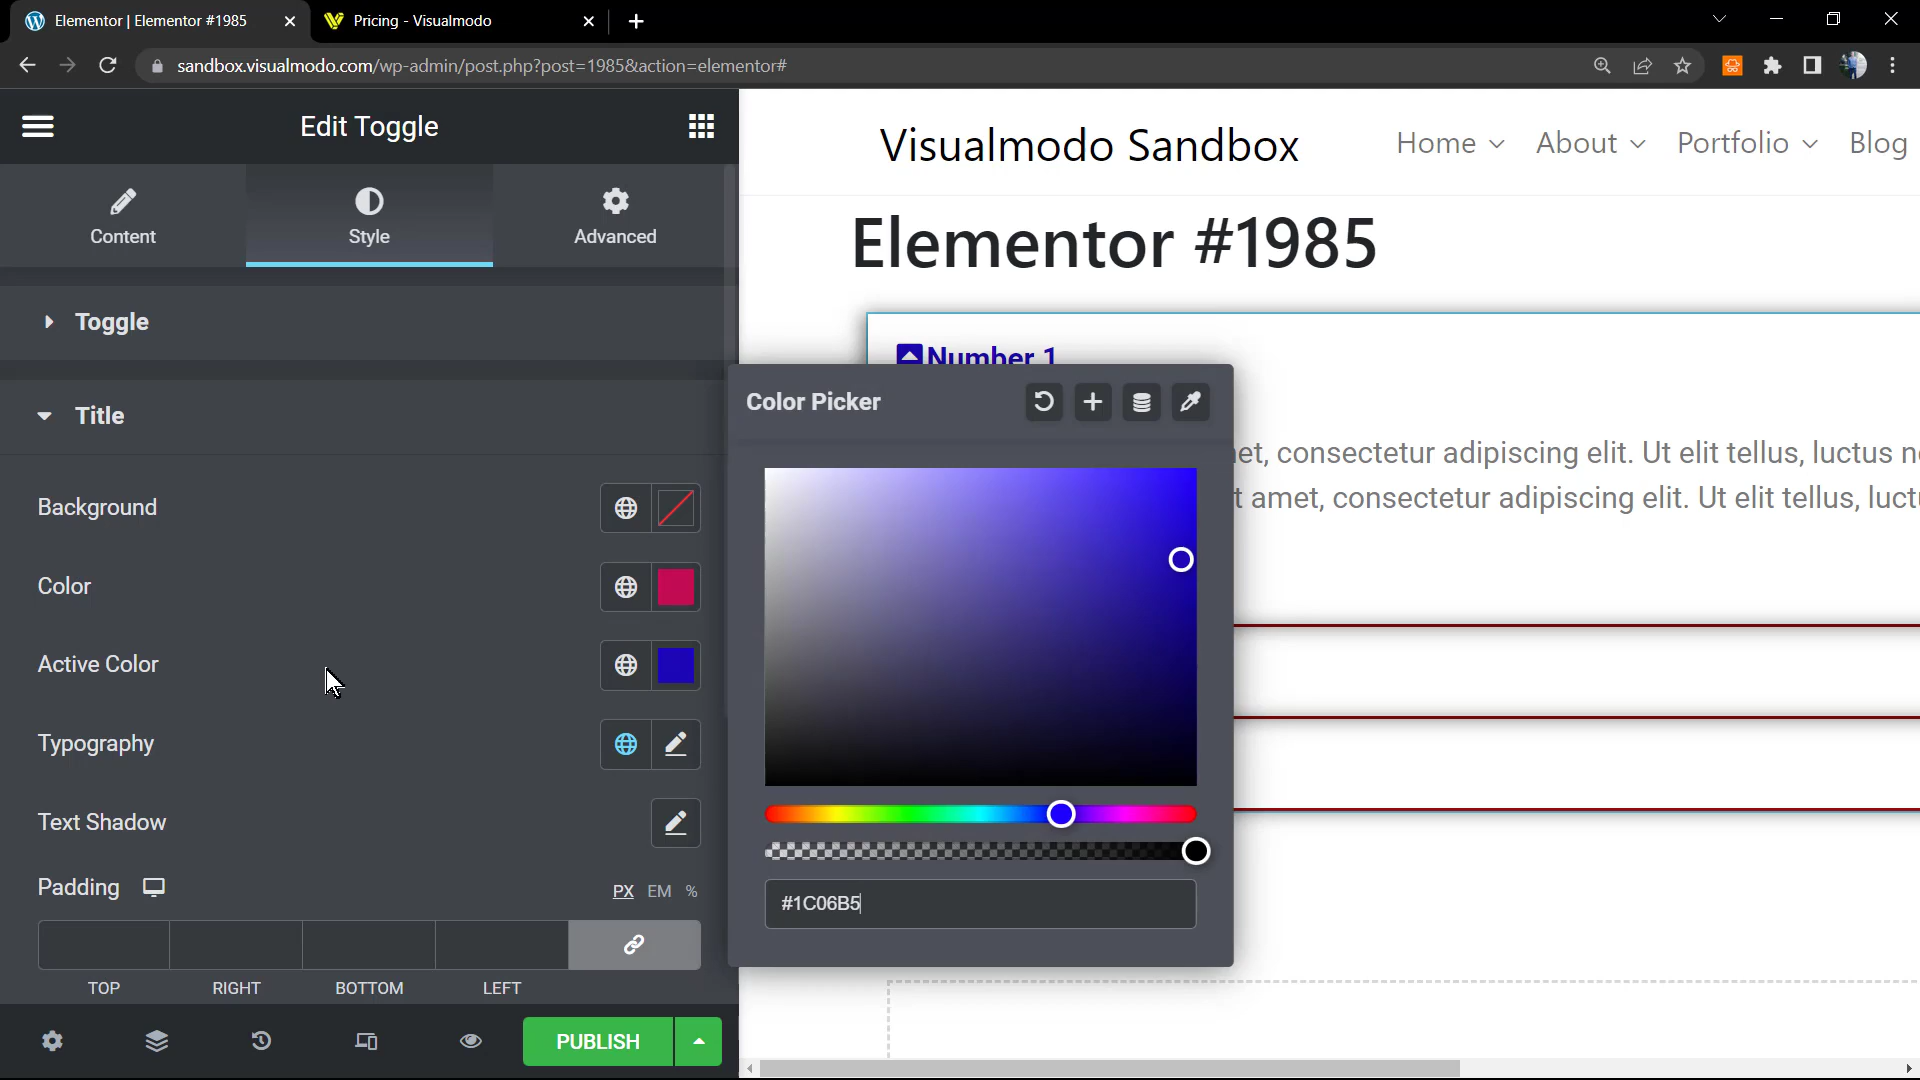 Elementor | Elementor #1985
Pricing - Visualmodo
sandbox.visualmodo.com/wp-admin/post.php?post=1985&action=elementor#
Edit Toggle
Content
Style
Advanced
Toggle
Title
Background
Color
Active Color
Typography
Text Shadow
Padding
PX EM %
TOP RIGHT BOTTOM LEFT
PUBLISH
Visualmodo Sandbox
Home About Portfolio Blog
Elementor #1985
Number 1
Color Picker
#1C06B5
et, consectetur adipiscing elit. Ut elit tellus, luctus
t amet, consectetur adipiscing elit. Ut elit tellus,